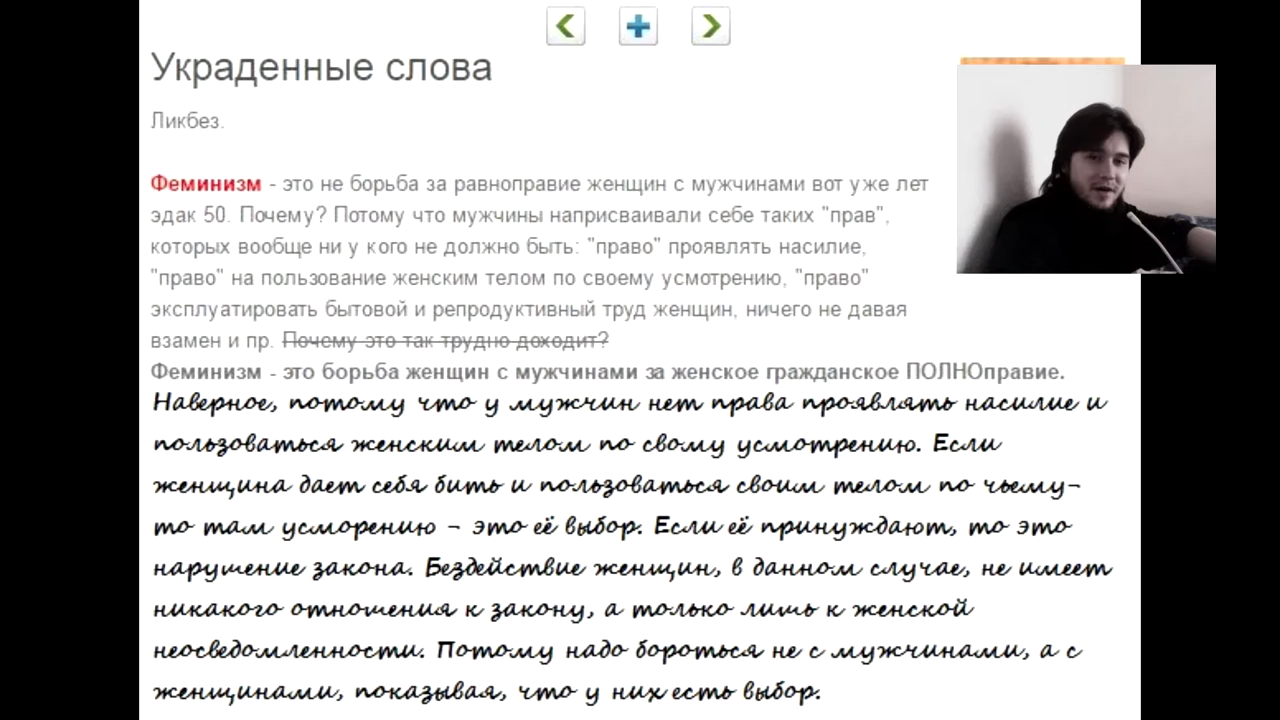 Украденные слова
Ликбез.
Феминизм - это не борьба за равноправие женщин с мужчинами вот уже лет
эдак 50. Почему? Потому что мужчины наприсваивали себе таких "прав",
которых вообще ни у кого не должно быть: "право" проявлять насилие,
"право" на пользование женским телом по своему усмотрению, "право"
эксплуатировать бытовой и репродуктивный труд женщин, ничего не давая
взамен и пр. Почему это так трудно доходит?
Феминизм - это борьба женщин с мужчинами за женское гражданское ПОЛНОправие.
Наверное, потому что у мужчин нет права проявлять насилие и
пользоваться женским телом по свому усмотрению. Если
женщина дает себя бить и пользоваться своим телом по чьему-
то там усморению - это её выбор. Если её принуждают, то это
нарушение закона. Бездействие женщин, в данном случае, не имеет
никакого отношения к закону, а только лишь к женской
неосведомленности. Потому надо бороться не с мужчинами, а с
женщинами, показывая, что у них есть выбор.